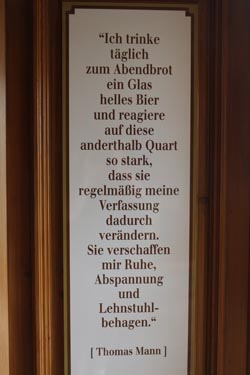 “Ich trinke
täglich
zum Abendbrot
ein Glas
helles Bier
und reagiere
auf diese
anderthalb Quart
so stark,
dass sie
regelmäßig meine
Verfassung
dadurch
verändern.
Sie verschaffen
mir Ruhe,
Abspannung
und
Lehnstuhl-
behagen.“
[ Thomas Mann ]